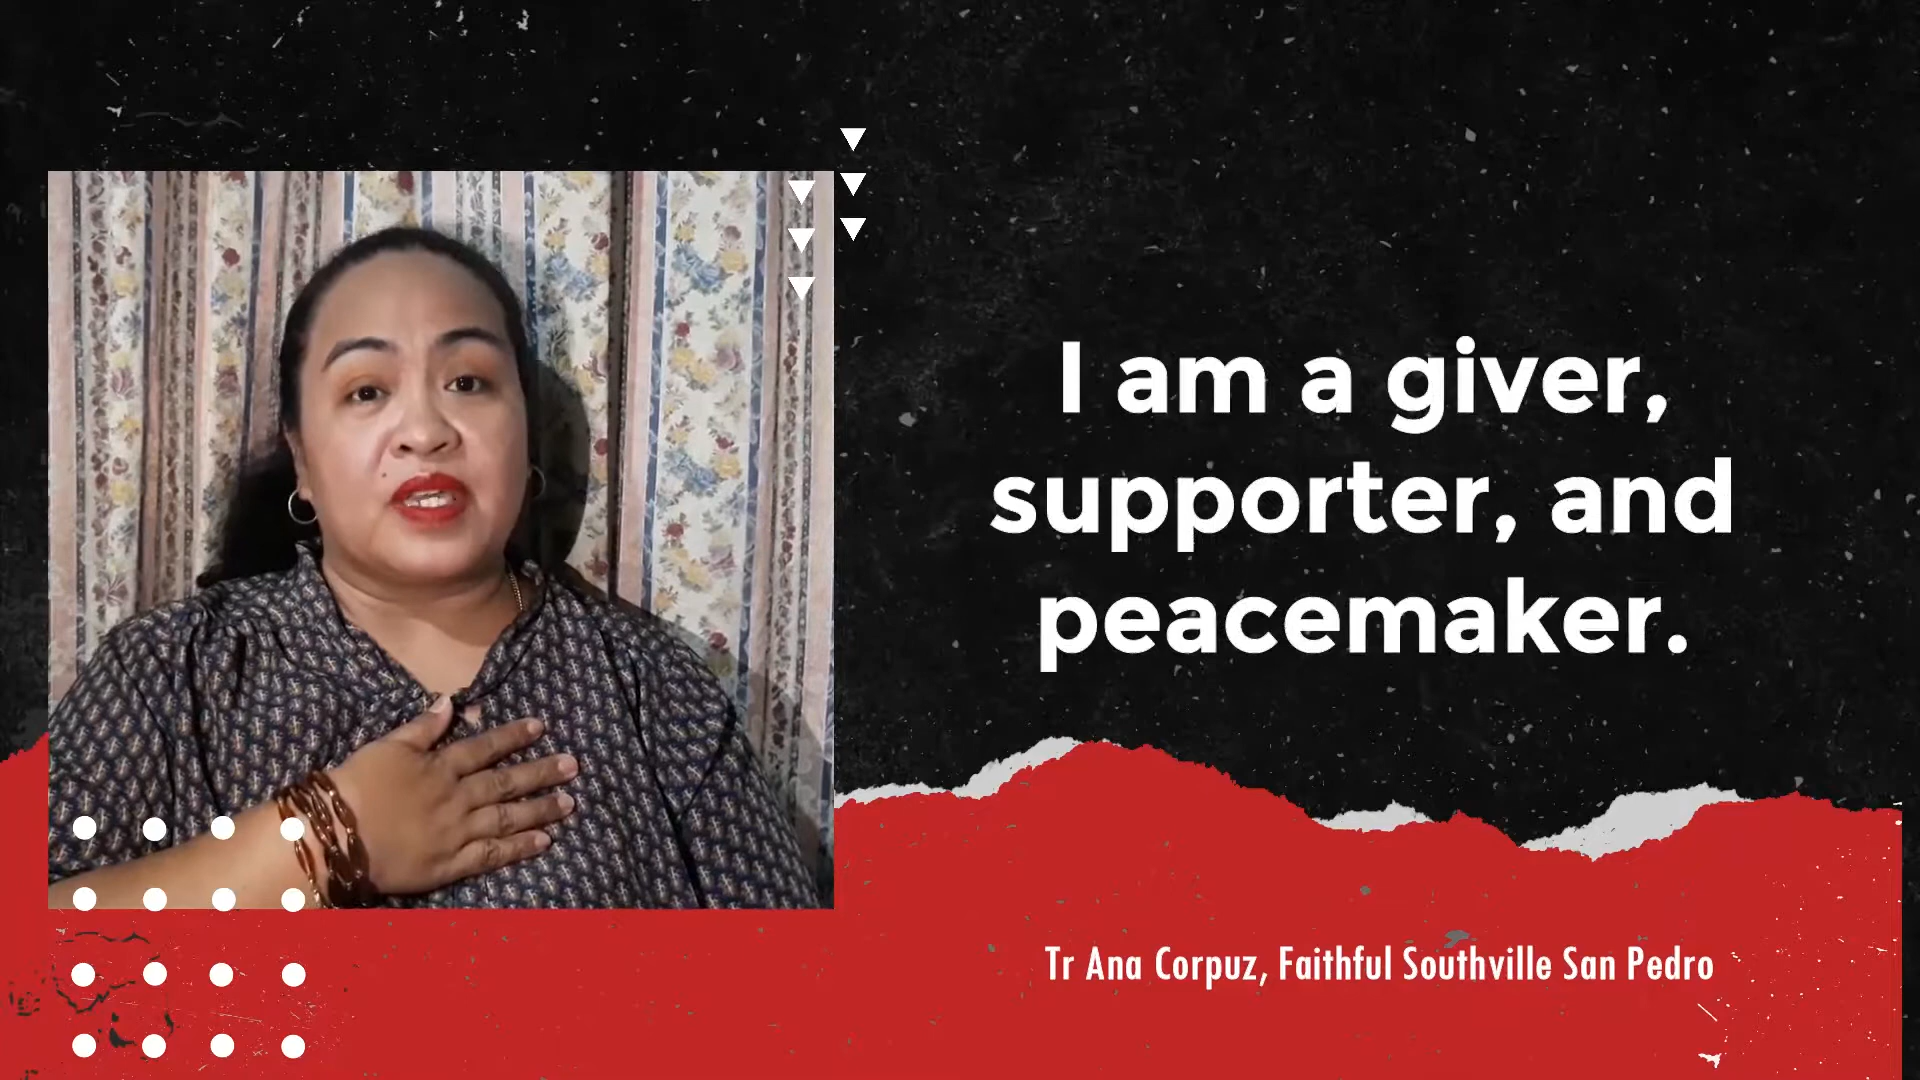 I am a giver,
supporter, and
peacemaker.
Tr Ana Corpuz, Faithful Southville San Pedro